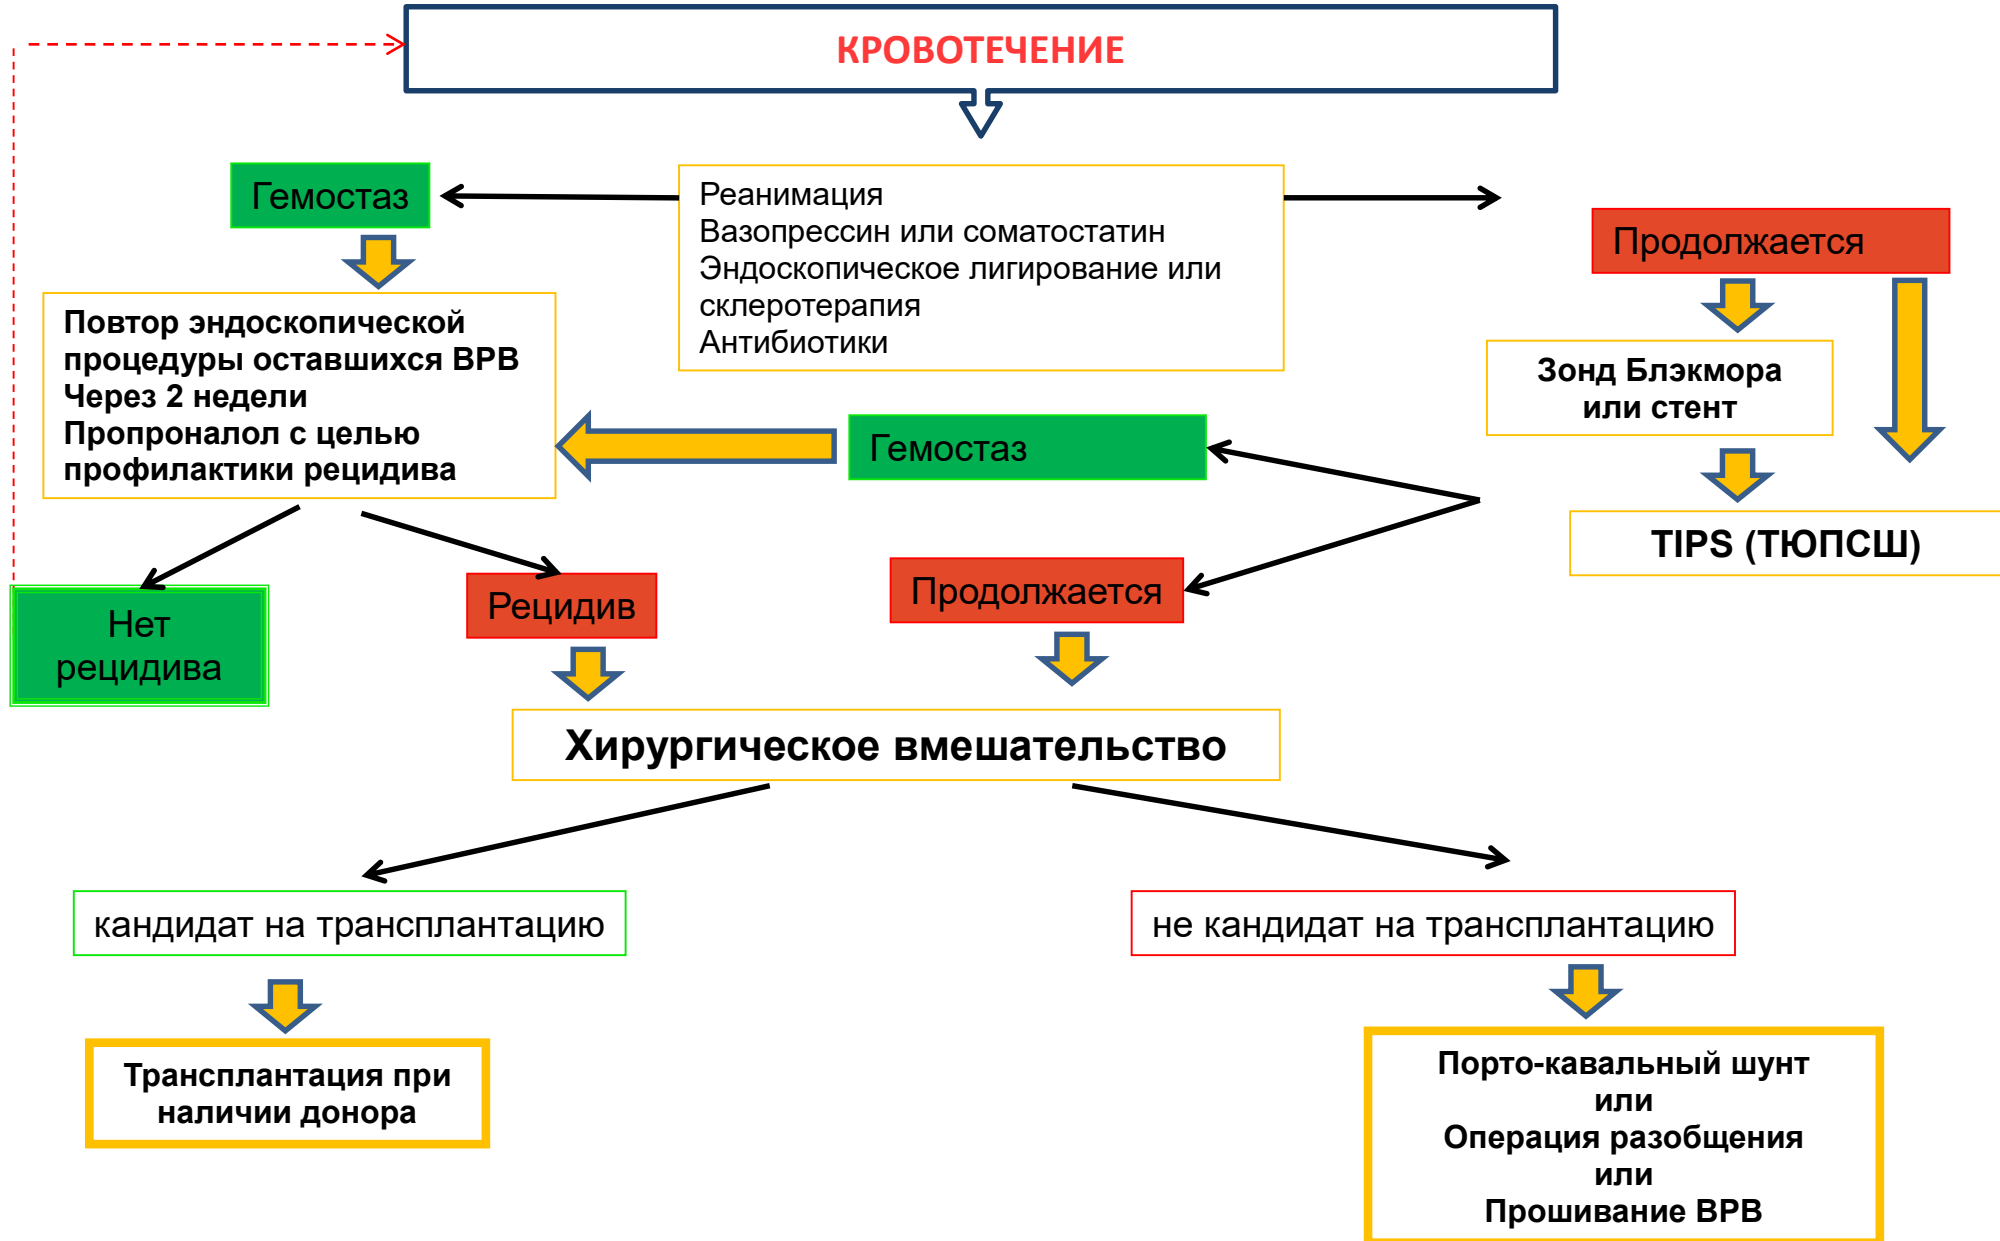 КРОВОТЕЧЕНИЕ
Гемостаз
Реанимация
Вазопрессин или соматостатин
Эндоскопическое лигирование или
склеротерапия
Антибиотики
Продолжается
Повтор эндоскопической
процедуры оставшихся ВРВ
Через 2 недели
Пропроналол с целью
профилактики рецидива
Зонд Блэкмора
или стент
Гемостаз
TIPS (ТЮПСШ)
Нет
рецидива
Рецидив
Продолжается
Хирургическое вмешательство
кандидат на трансплантацию
не кандидат на трансплантацию
Трансплантация при
наличии донора
Порто-кавальный шунт
или
Операция разобщения
или
Прошивание ВРВ